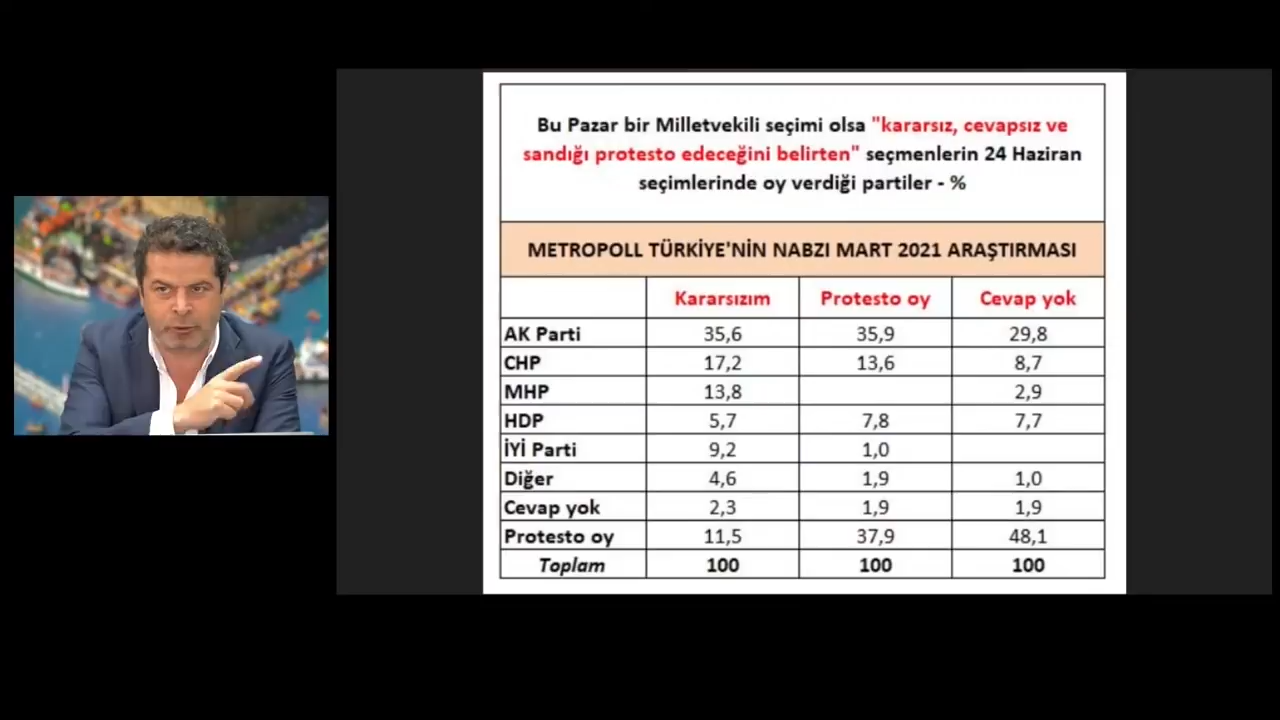 Bu Pazar bir Milletvekili seçimi olsa "kararsız, cevapsız ve
sandığı protesto edeceğini belirten" seçmenlerin 24 Haziran
seçimlerinde oy verdiği partiler - %
METROPOLL TÜRKİYE'NİN NABZI MART 2021 ARAŞTIRMASI
Kararsızım Protesto oy Cevap yok
AK Parti 35,6 35,9 29,8
CHP 17,2 13,6 8,7
MHP 13,8 2,9
HDP 5,7 7,8 7,7
İYİ Parti 9,2 1,0
Diğer 4,6 1,9 1,0
Cevap yok 2,3 1,9 1,9
Protesto oy 11,5 37,9 48,1
Toplam 100 100 100